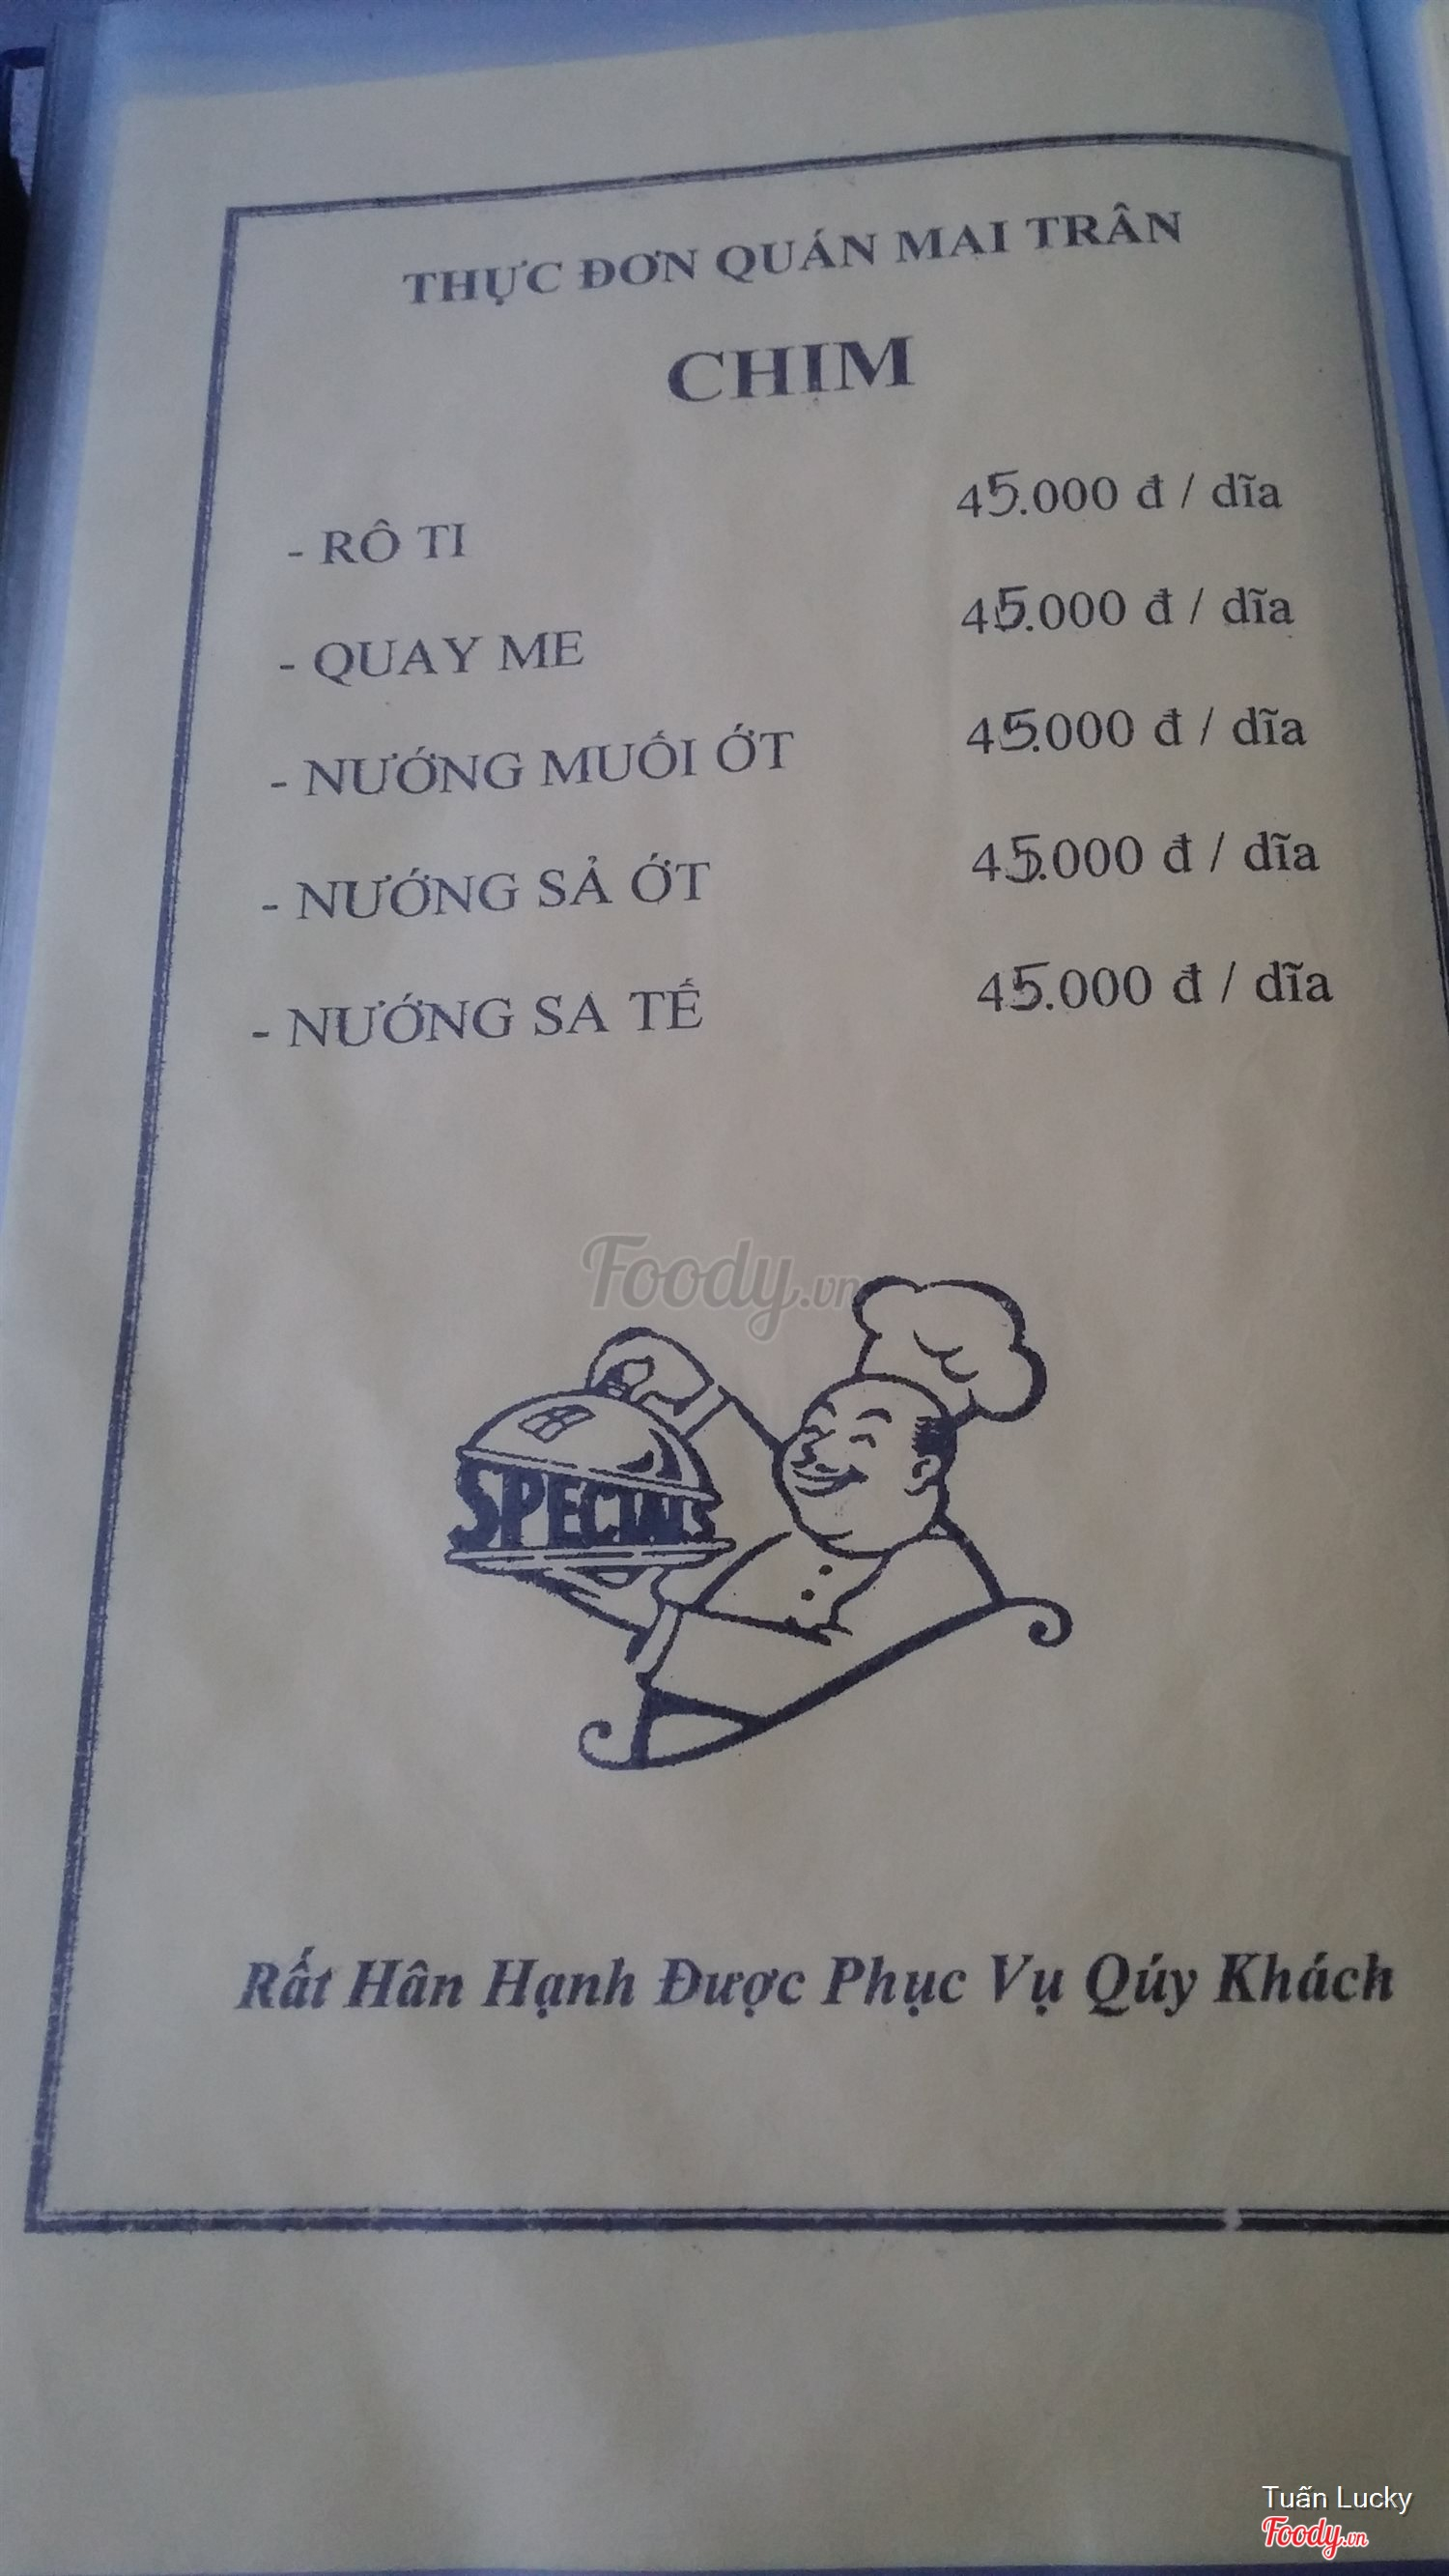 THỰC ĐƠN QUÁN MAI TRÂN
CHIM
- RÔ TI 45.000 đ / dĩa
- QUAY ME 45.000 đ / dĩa
- NƯỚNG MUỐI ỚT 45.000 đ / dĩa
- NƯỚNG SẢ ỚT 45.000 đ / dĩa
- NƯỚNG SA TẾ 45.000 đ / dĩa
Foody.vn
SPECIALS
Rất Hân Hạnh Được Phục Vụ Qúy Khách
Tuấn Lucky
Foody.vn